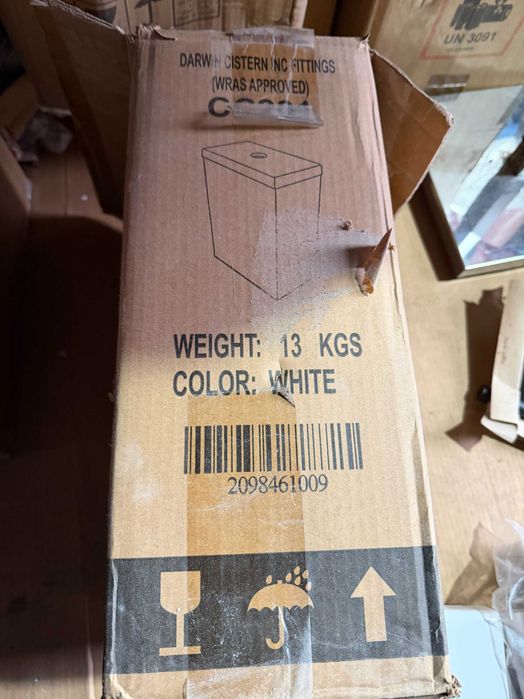 DARWIN CISTERN INC FITTINGS
(WRAS APPROVED)
WEIGHT: 13 KGS
COLOR: WHITE
2098461009
UN 3091